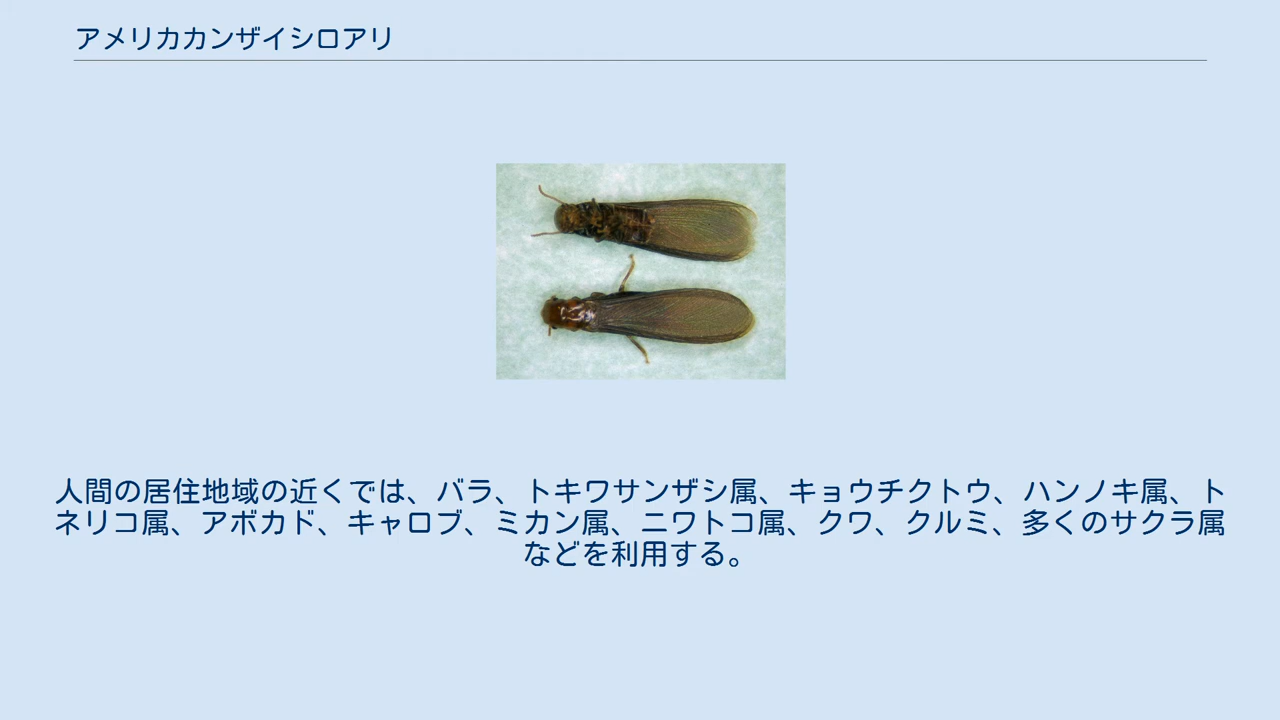 アメリカカンザイシロアリ
人間の居住地域の近くでは、バラ、トキワサンザシ属、キョウチクトウ、ハンノキ属、ト
ネリコ属、アボカド、キャロブ、ミカン属、ニワトコ属、クワ、クルミ、多くのサクラ属
などを利用する。